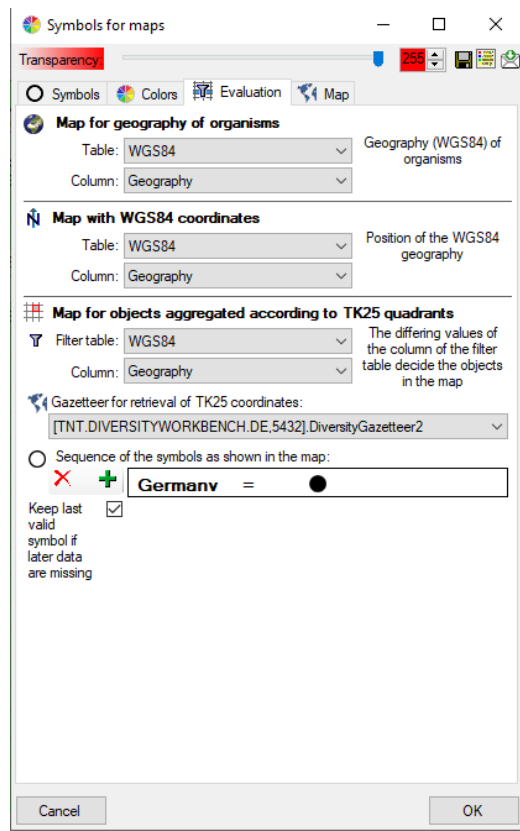 Symbols for maps
Transparency: 255
Symbols Colors Evaluation Map
Map for geography of organisms
Table: WGS84
Column: Geography
Geography (WGS84) of
organisms
Map with WGS84 coordinates
Table: WGS84
Column: Geography
Position of the WGS84
geography
Map for objects aggregated according to TK25 quadrants
Filter table: WGS84
Column: Geography
The differing values of
the column of the filter
table decide the objects
in the map
Gazetteer for retrieval of TK25 coordinates:
[TNT.DIVERSITYWORKBENCH.DE,5432].DiversityGazetteer2
Sequence of the symbols as shown in the map:
Germany =
Keep last
valid
symbol if
later data
are missing
Cancel OK